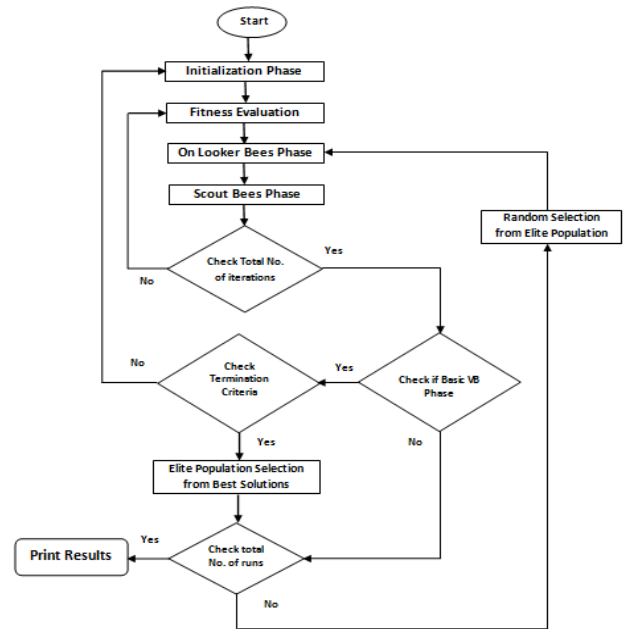 Start
Initialization Phase
Fitness Evaluation
On Looker Bees Phase
Scout Bees Phase
Random Selection
from Elite Population
Yes
Check Total No.
of iterations
No
No
Check
Termination
Criteria
Yes
Check if Basic VB
Phase
Yes
No
Elite Population Selection
from Best Solutions
Yes
Print Results
Check total
No. of runs
No